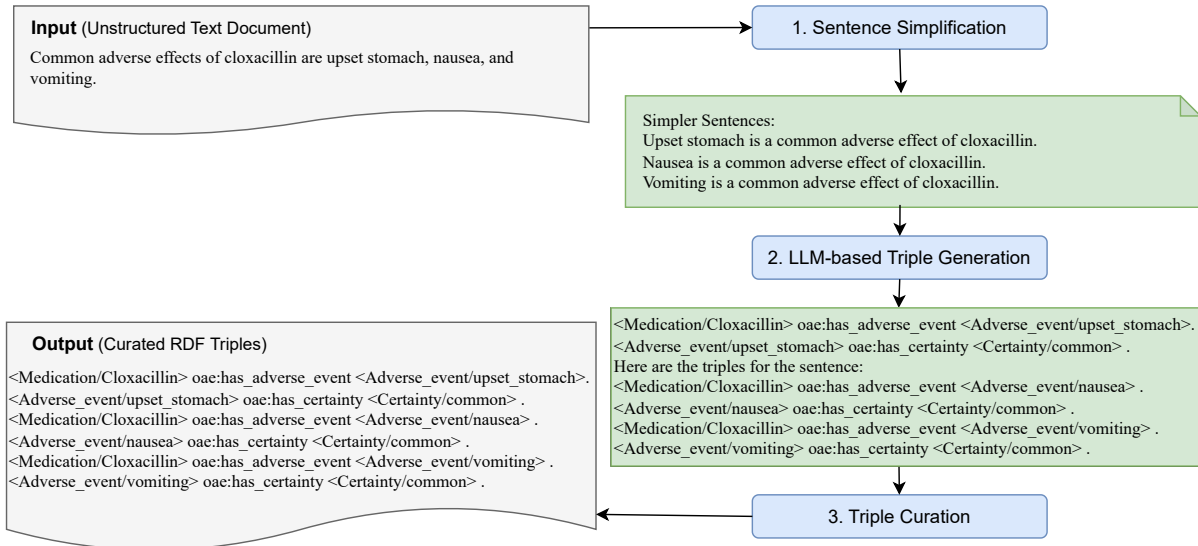 Input (Unstructured Text Document)
Common adverse effects of cloxacillin are upset stomach, nausea, and
vomiting.
1. Sentence Simplification
Simpler Sentences:
Upset stomach is a common adverse effect of cloxacillin.
Nausea is a common adverse effect of cloxacillin.
Vomiting is a common adverse effect of cloxacillin.
2. LLM-based Triple Generation
<Medication/Cloxacillin> oae:has_adverse_event <Adverse_event/upset_stomach>.
<Adverse_event/upset_stomach> oae:has_certainty <Certainty/common> .
Here are the triples for the sentence:
<Medication/Cloxacillin> oae:has_adverse_event <Adverse_event/nausea> .
<Adverse_event/nausea> oae:has_certainty <Certainty/common> .
<Medication/Cloxacillin> oae:has_adverse_event <Adverse_event/vomiting> .
<Adverse_event/vomiting> oae:has_certainty <Certainty/common> .
3. Triple Curation
Output (Curated RDF Triples)
<Medication/Cloxacillin> oae:has_adverse_event <Adverse_event/upset_stomach>.
<Adverse_event/upset_stomach> oae:has_certainty <Certainty/common> .
<Medication/Cloxacillin> oae:has_adverse_event <Adverse_event/nausea> .
<Adverse_event/nausea> oae:has_certainty <Certainty/common> .
<Medication/Cloxacillin> oae:has_adverse_event <Adverse_event/vomiting> .
<Adverse_event/vomiting> oae:has_certainty <Certainty/common> .